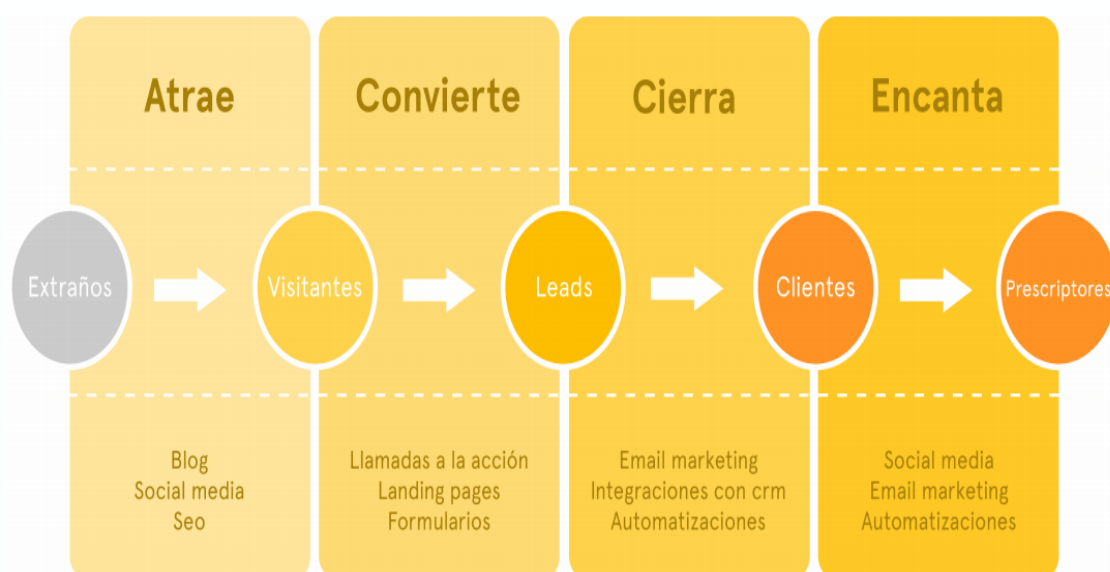 Atrae
Convierte
Cierra
Encanta
Extraños
Visitantes
Leads
Clientes
Prescriptores
Blog
Social media
Seo
Llamadas a la acción
Landing pages
Formularios
Email marketing
Integraciones con crm
Automatizaciones
Social media
Email marketing
Automatizaciones